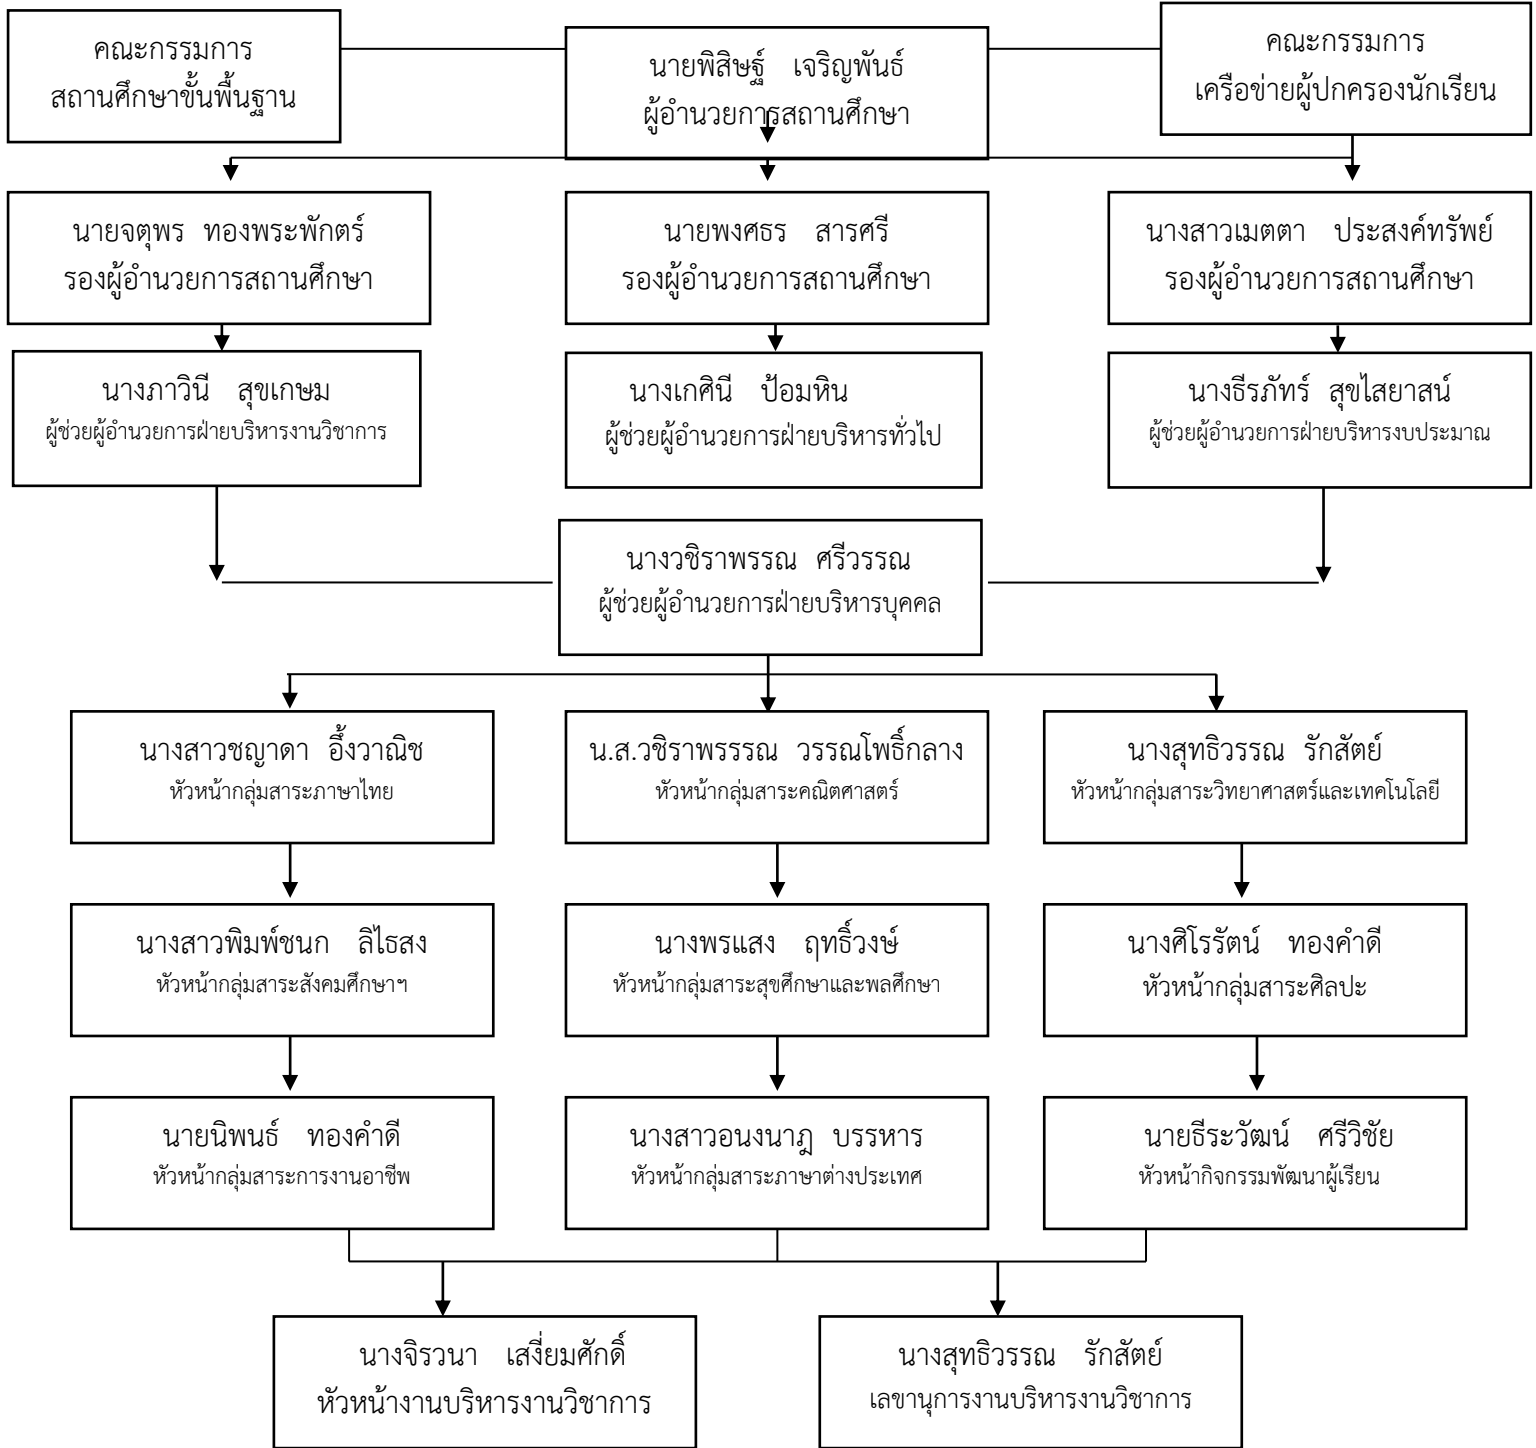 คณะกรรมการ
สถานศึกษาขั้นพื้นฐาน
นายพิสิษฐ์ เจริญพันธ์
ผู้อำนวยการสถานศึกษา
คณะกรรมการ
เครือข่ายผู้ปกครองนักเรียน
นายจตุพร ทองพระพักตร์
รองผู้อำนวยการสถานศึกษา
นายพงศธร สารศรี
รองผู้อำนวยการสถานศึกษา
นางสาวเมตตา ประสงค์ทรัพย์
รองผู้อำนวยการสถานศึกษา
นางภาวินี สุขเกษม
ผู้ช่วยผู้อำนวยการฝ่ายบริหารงานวิชาการ
นางเกศินี ป้อมหิน
ผู้ช่วยผู้อำนวยการฝ่ายบริหารทั่วไป
นางธีรภัทร์ สุขไสยาสน์
ผู้ช่วยผู้อำนวยการฝ่ายบริหารงบประมาณ
นางวชิราพรรณ ศรีวรรณ
ผู้ช่วยผู้อำนวยการฝ่ายบริหารบุคคล
นางสาวชญาดา อึ้งวาณิช
หัวหน้ากลุ่มสาระภาษาไทย
น.ส.วชิราพรรรณ วรรณโพธิ์กลาง
หัวหน้ากลุ่มสาระคณิตศาสตร์
นางสุทธิวรรณ รักสัตย์
หัวหน้ากลุ่มสาระวิทยาศาสตร์และเทคโนโลยี
นางสาวพิมพ์ชนก ลิไธสง
หัวหน้ากลุ่มสาระสังคมศึกษาฯ
นางพรแสง ฤทธิ์วงษ์
หัวหน้ากลุ่มสาระสุขศึกษาและพลศึกษา
นางศิโรรัตน์ ทองคำดี
หัวหน้ากลุ่มสาระศิลปะ
นายนิพนธ์ ทองคำดี
หัวหน้ากลุ่มสาระการงานอาชีพ
นางสาวอนงนาฎ บรรหาร
หัวหน้ากลุ่มสาระภาษาต่างประเทศ
นายธีระวัฒน์ ศรีวิชัย
หัวหน้ากิจกรรมพัฒนาผู้เรียน
นางจิรวนา เสงี่ยมศักดิ์
หัวหน้างานบริหารงานวิชาการ
นางสุทธิวรรณ รักสัตย์
เลขานุการงานบริหารงานวิชาการ